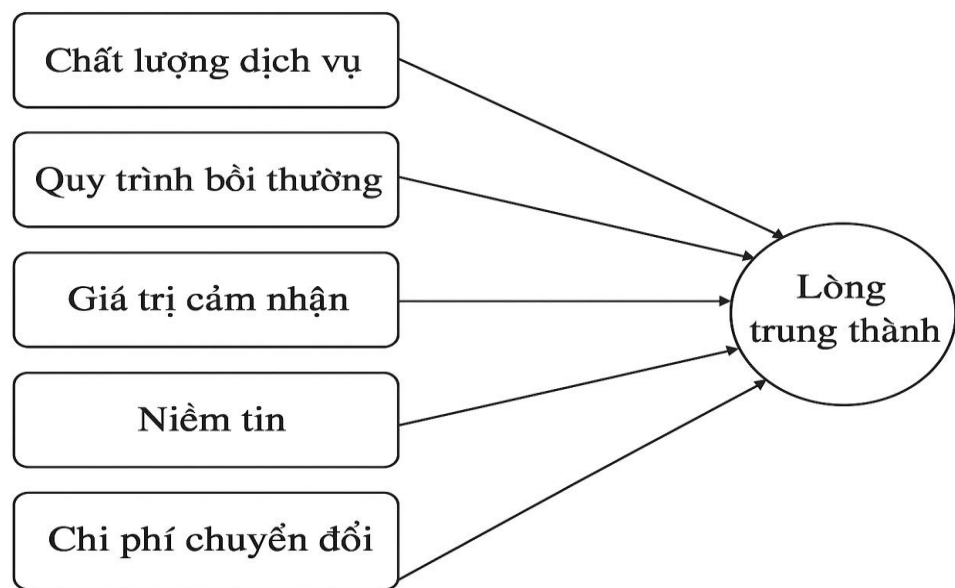 Chất lượng dịch vụ
Quy trình bồi thường
Giá trị cảm nhận
Niềm tin
Chi phí chuyển đổi
Lòng
trung thành